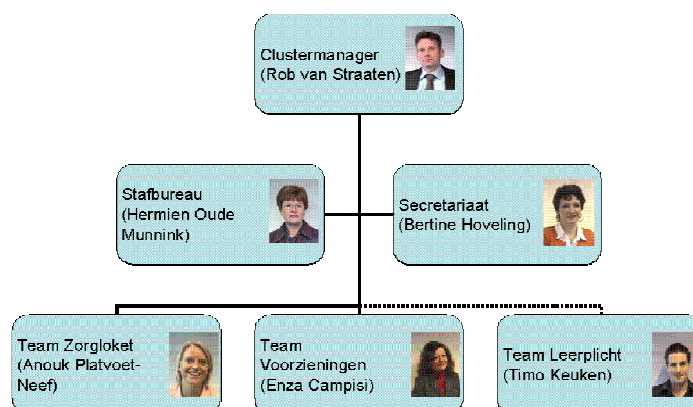 Clustermanager
(Rob van Straaten)
Stafbureau
(Hermien Oude
Munnink)
Secretariaat
(Bertine Hoveling)
Team Zorgloket
(Anouk Platvoet-
Neef)
Team
Voorzieningen
(Enza Campisi)
Team Leerplicht
(Timo Keuken)